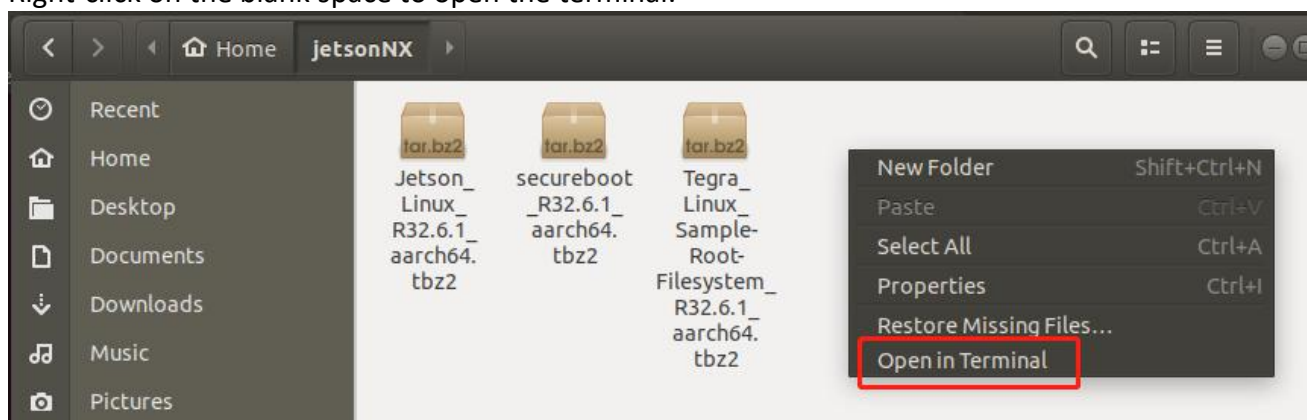 Right-click on the blank space to open the terminal.
Home jetsonNX
Recent
Home
Desktop
Documents
Downloads
Music
Pictures
tar.bz2
Jetson_
Linux_
R32.6.1_
aarch64.
tbz2
tar.bz2
secureboot
_R32.6.1_
aarch64.
tbz2
tar.bz2
Tegra_
Linux_
Sample-
Root-
Filesystem_
R32.6.1_
aarch64.
tbz2
New Folder Shift+Ctrl+N
Paste Ctrl+V
Select All Ctrl+A
Properties Ctrl+I
Restore Missing Files...
Open in Terminal